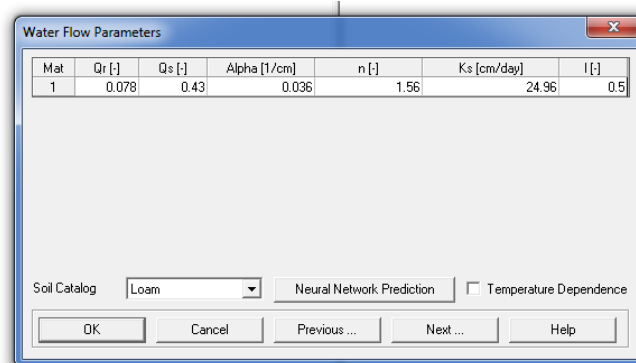 Water Flow Parameters
Mat Qr [-] Qs [-] Alpha [1/cm] n [-] Ks [cm/day] l [-]
1 0.078 0.43 0.036 1.56 24.96 0.5
Soil Catalog Loam Neural Network Prediction Temperature Dependence
OK Cancel Previous ... Next ... Help